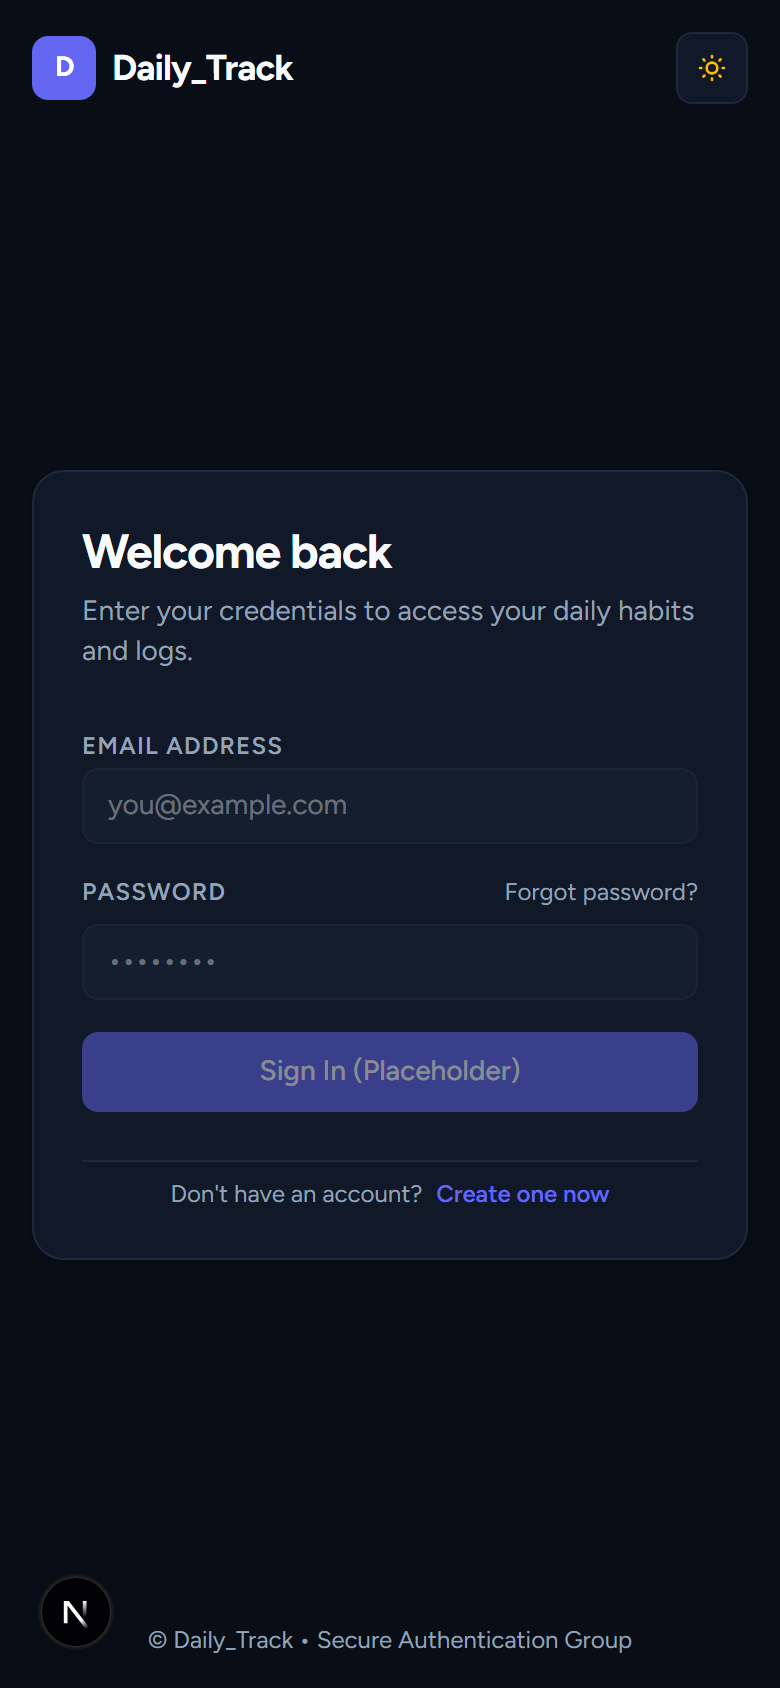 D
Daily_Track
Welcome back
Enter your credentials to access your daily habits
and logs.
EMAIL ADDRESS
you@example.com
PASSWORD
Forgot password?
••••••••
Sign In (Placeholder)
Don't have an account? Create one now
N
© Daily_Track • Secure Authentication Group